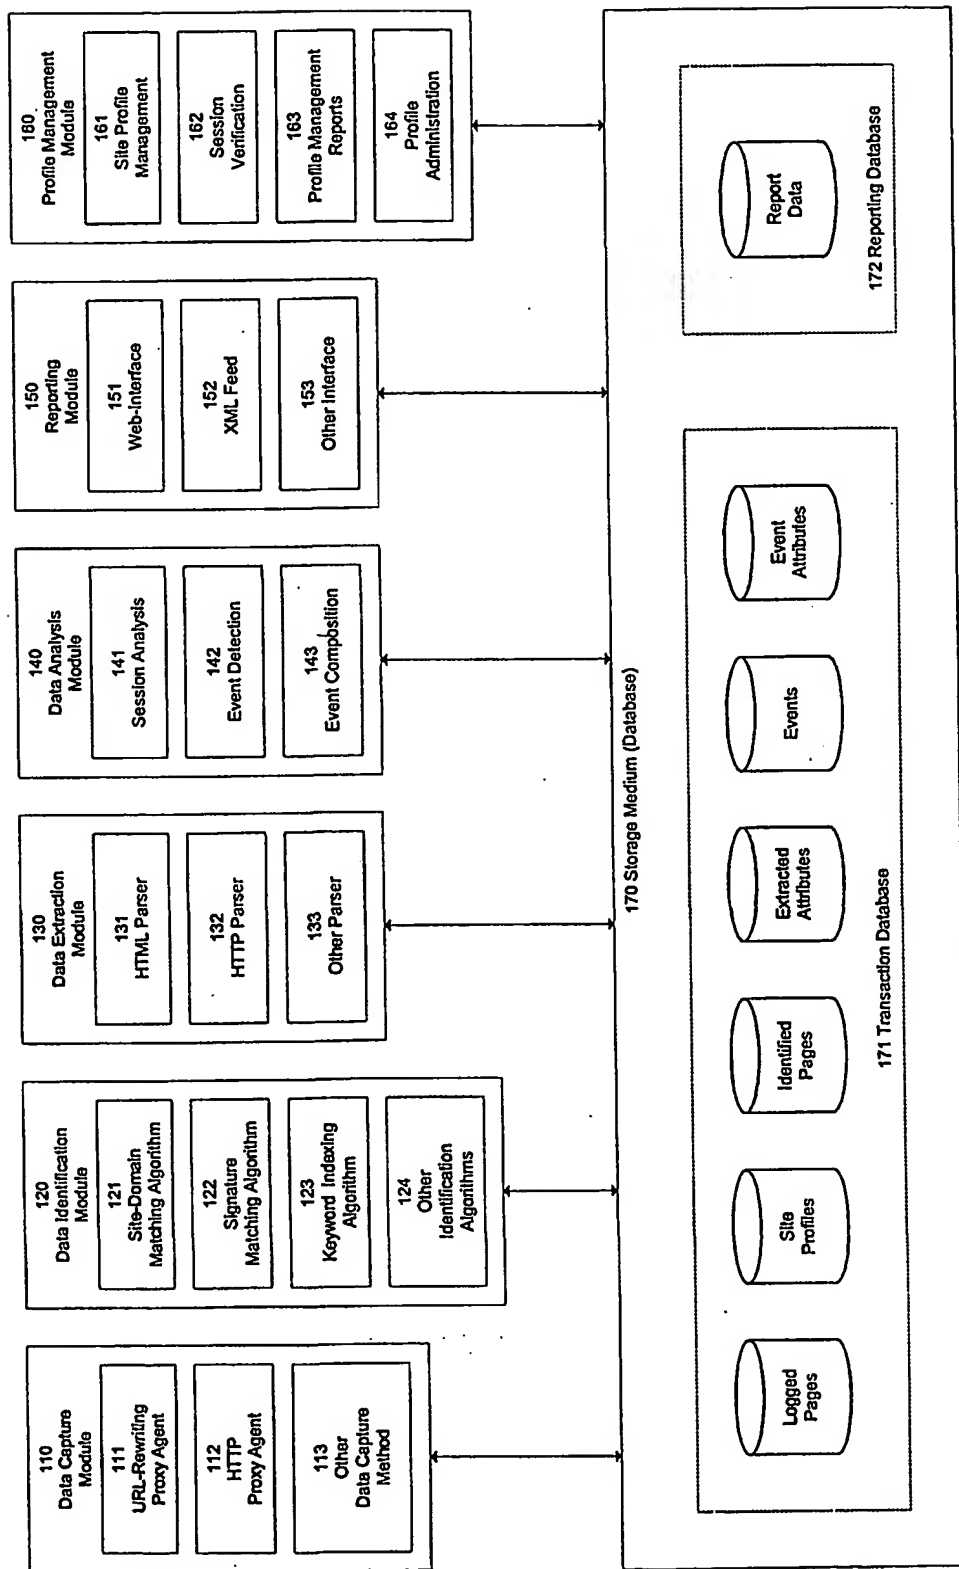 110
Data Capture
Module
111
URL-Rewriting
Proxy Agent
112
HTTP
Proxy Agent
113
Other
Data Capture
Method
120
Data Identification
Module
121
Site-Domain
Matching Algorithm
122
Signature
Matching Algorithm
123
Keyword Indexing
Algorithm
124
Other
Identification
Algorithms
130
Data Extraction
Module
131
HTML Parser
132
HTTP Parser
133
Other Parser
140
Data Analysis
Module
141
Session Analysis
142
Event Detection
143
Event Composition
150
Reporting
Module
151
Web-Interface
152
XML Feed
153
Other Interface
160
Profile Management
Module
161
Site Profile
Management
162
Session
Verification
163
Profile Management
Reports
164
Profile
Administration
170 Storage Medium (Database)
Logged
Pages
Site
Profiles
Identified
Pages
Extracted
Attributes
Events
Event
Attributes
171 Transaction Database
Report
Data
172 Reporting Database